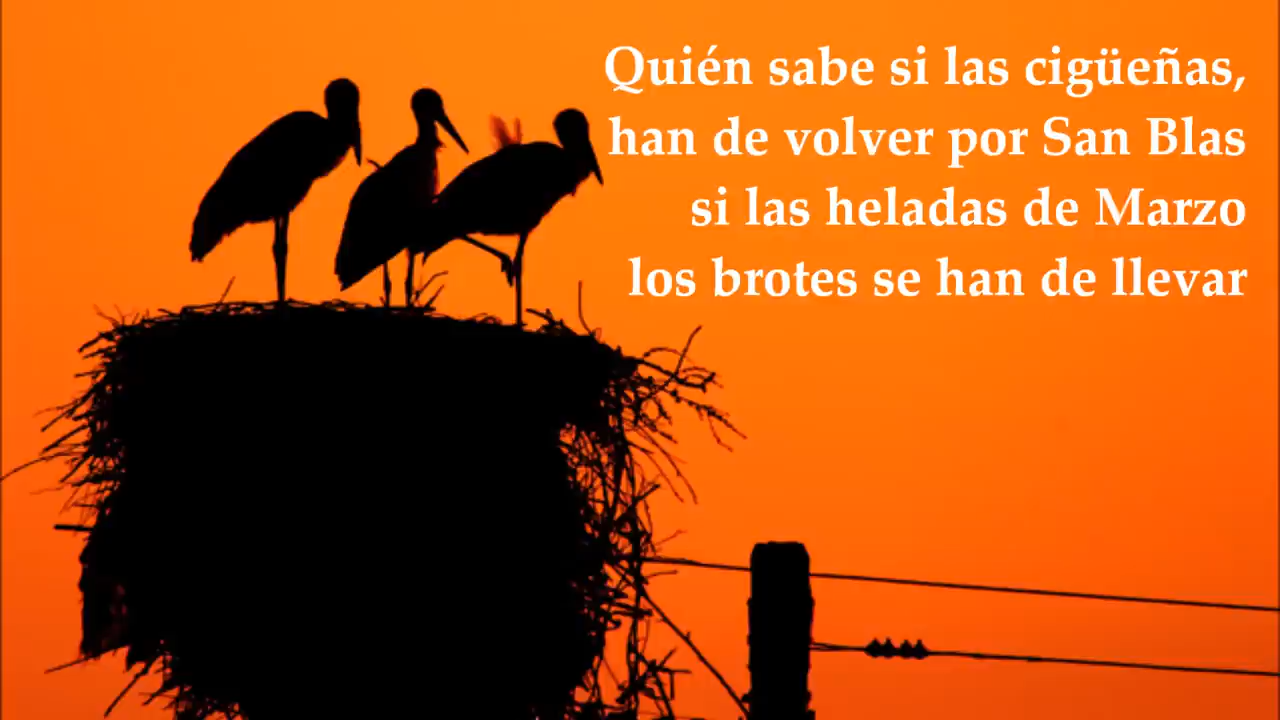 Quién sabe si las cigüeñas,
han de volver por San Blas
si las heladas de Marzo
los brotes se han de llevar